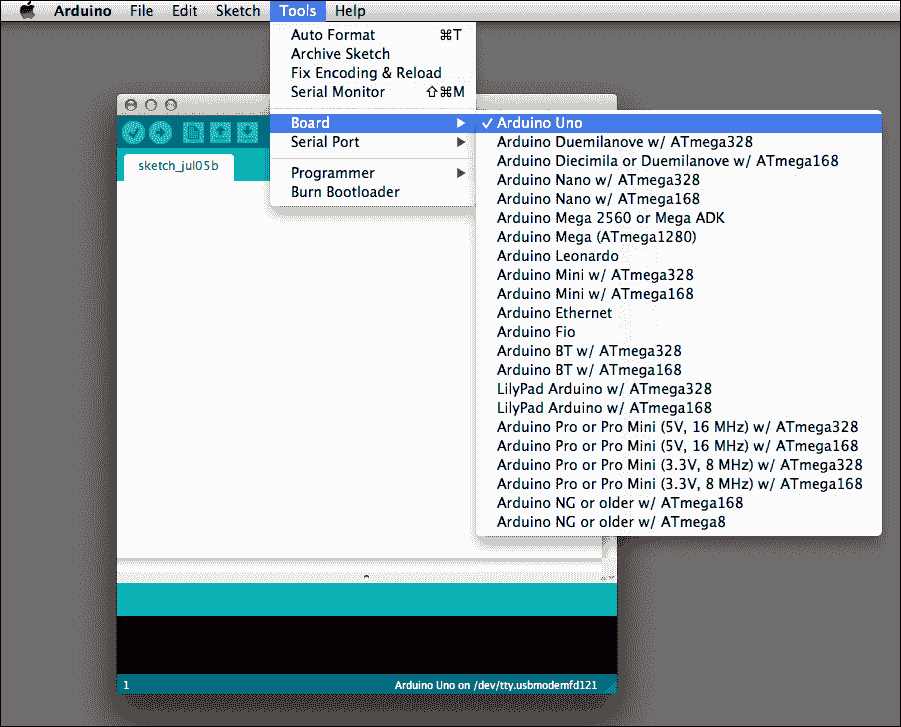 Arduino File Edit Sketch Tools Help
Auto Format ⌘T
Archive Sketch
Fix Encoding & Reload
Serial Monitor ⇧⌘M
Board
Serial Port
Programmer
Burn Bootloader
✓ Arduino Uno
Arduino Duemilanove w/ ATmega328
Arduino Diecimila or Duemilanove w/ ATmega168
Arduino Nano w/ ATmega328
Arduino Nano w/ ATmega168
Arduino Mega 2560 or Mega ADK
Arduino Mega (ATmega1280)
Arduino Leonardo
Arduino Mini w/ ATmega328
Arduino Mini w/ ATmega168
Arduino Ethernet
Arduino Fio
Arduino BT w/ ATmega328
Arduino BT w/ ATmega168
LilyPad Arduino w/ ATmega328
LilyPad Arduino w/ ATmega168
Arduino Pro or Pro Mini (5V, 16 MHz) w/ ATmega328
Arduino Pro or Pro Mini (5V, 16 MHz) w/ ATmega168
Arduino Pro or Pro Mini (3.3V, 8 MHz) w/ ATmega328
Arduino Pro or Pro Mini (3.3V, 8 MHz) w/ ATmega168
Arduino NG or older w/ ATmega168
Arduino NG or older w/ ATmega8
sketch_jul05b
1 Arduino Uno on /dev/tty.usbmodemfd121